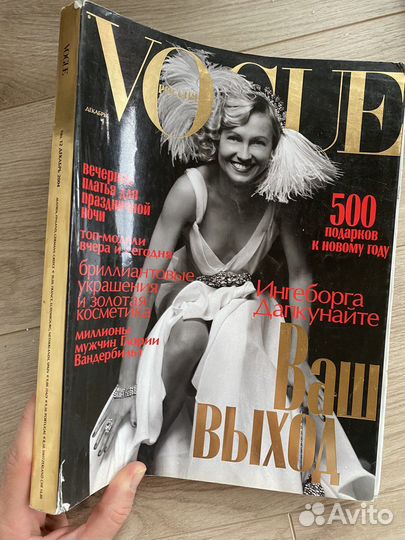 VOGUE
РОССИЯ
ДЕКАБРЬ
VOGUE
вечерние
платья для
праздничной
ночи
топ-модели
вчера и сегодня
бриллиантовые
украшения
и золотая
косметика
миллионы
мужчин Глории
Вандербильт
500
подарков
к новому году
Ингеборга
Дапкунайте
Ваш
выход
Avito